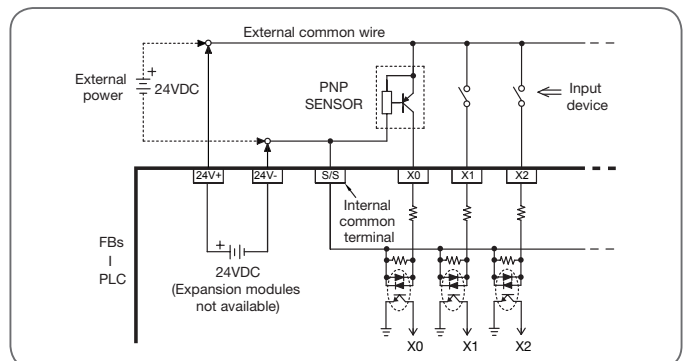 External common wire
External
power
+
24VDC
PNP
SENSOR
Input
device
24V+
24V-
S/S
X0
X1
X2
Internal
common
terminal
FBs
I
PLC
+
24VDC
(Expansion modules
not available)
X0
X1
X2